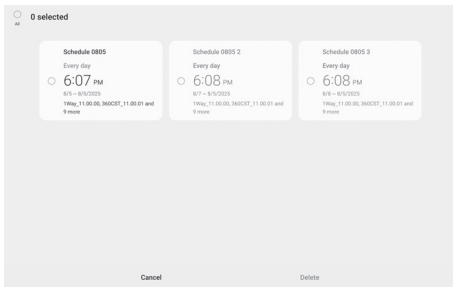 0 selected
All
Schedule 0805
Every day
6:07 PM
8/5 ~ 8/5/2025
1Way_11.00.00, 360CST_11.00.01 and
9 more
Schedule 0805 2
Every day
6:08 PM
8/7 ~ 8/5/2025
1Way_11.00.00, 360CST_11.00.01 and
9 more
Schedule 0805 3
Every day
6:08 PM
8/8 ~ 8/5/2025
1Way_11.00.00, 360CST_11.00.01 and
9 more
Cancel
Delete